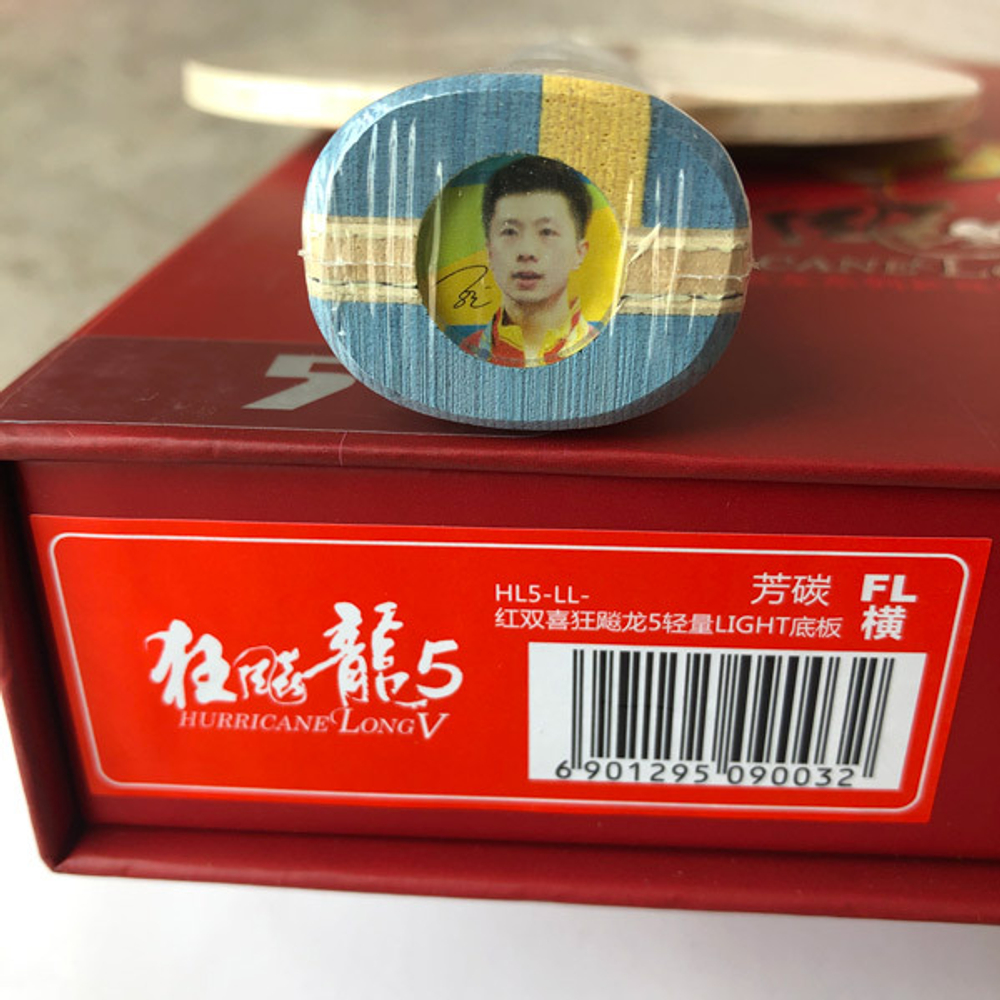 5
狂飚龍5
HURRICANE LONG V
HL5-LL-
红双喜狂飚龙5轻量LIGHT底板
芳碳
FL
横
6 901295 090032